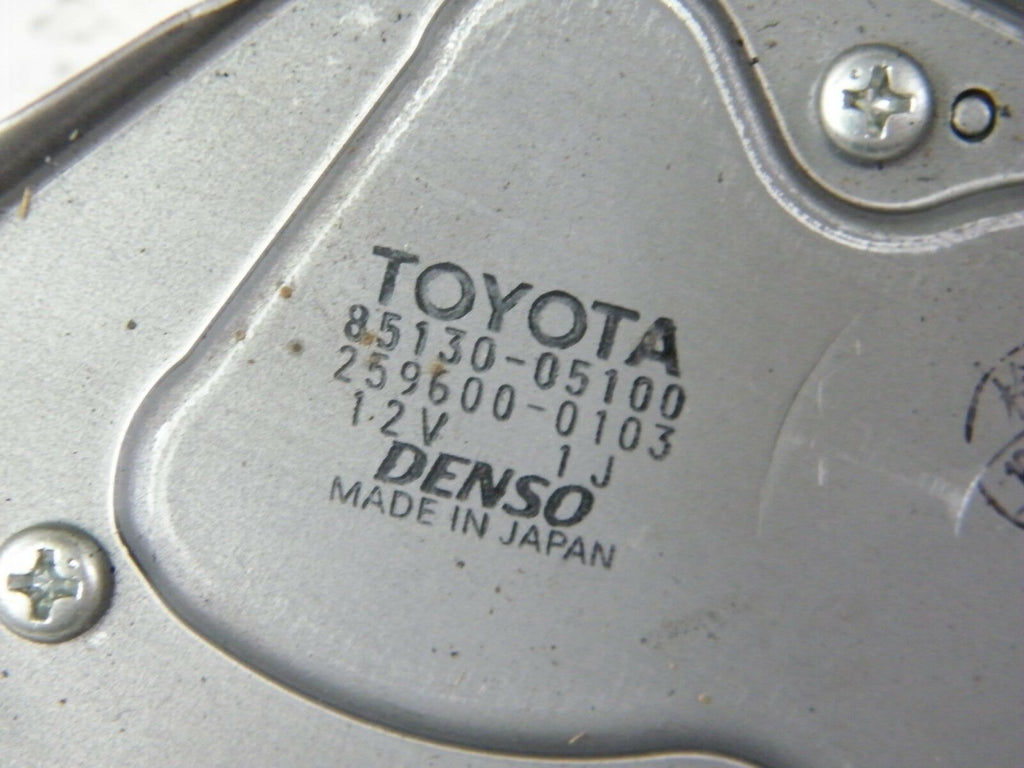 TOYOTA
85130-05100
259600-0103
12V 1J
DENSO
MADE IN JAPAN